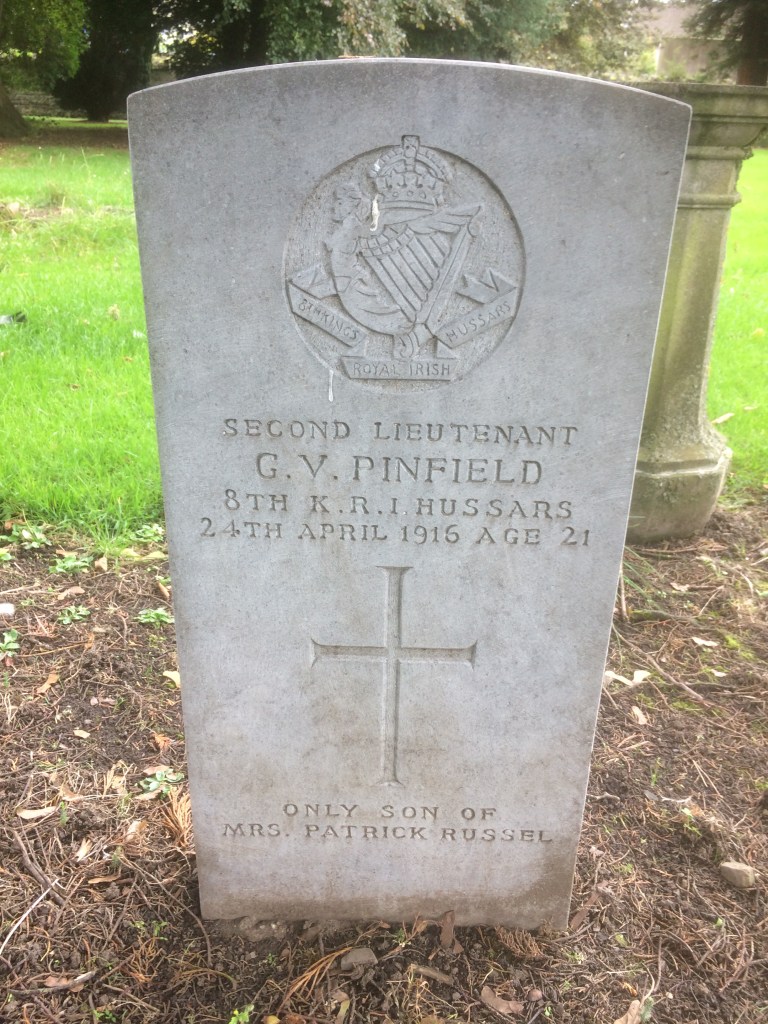 8TH KINGS
HUSSARS
ROYAL IRISH
SECOND LIEUTENANT
G. V. PINFIELD
8TH K.R.I. HUSSARS
24TH APRIL 1916 AGE 21
ONLY SON OF
MRS. PATRICK RUSSEL